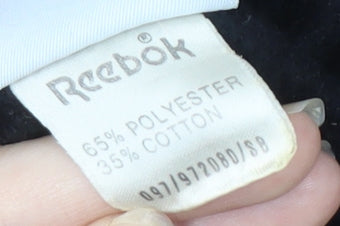 Reebok®
65% POLYESTER
35% COTTON
097/972080/SB